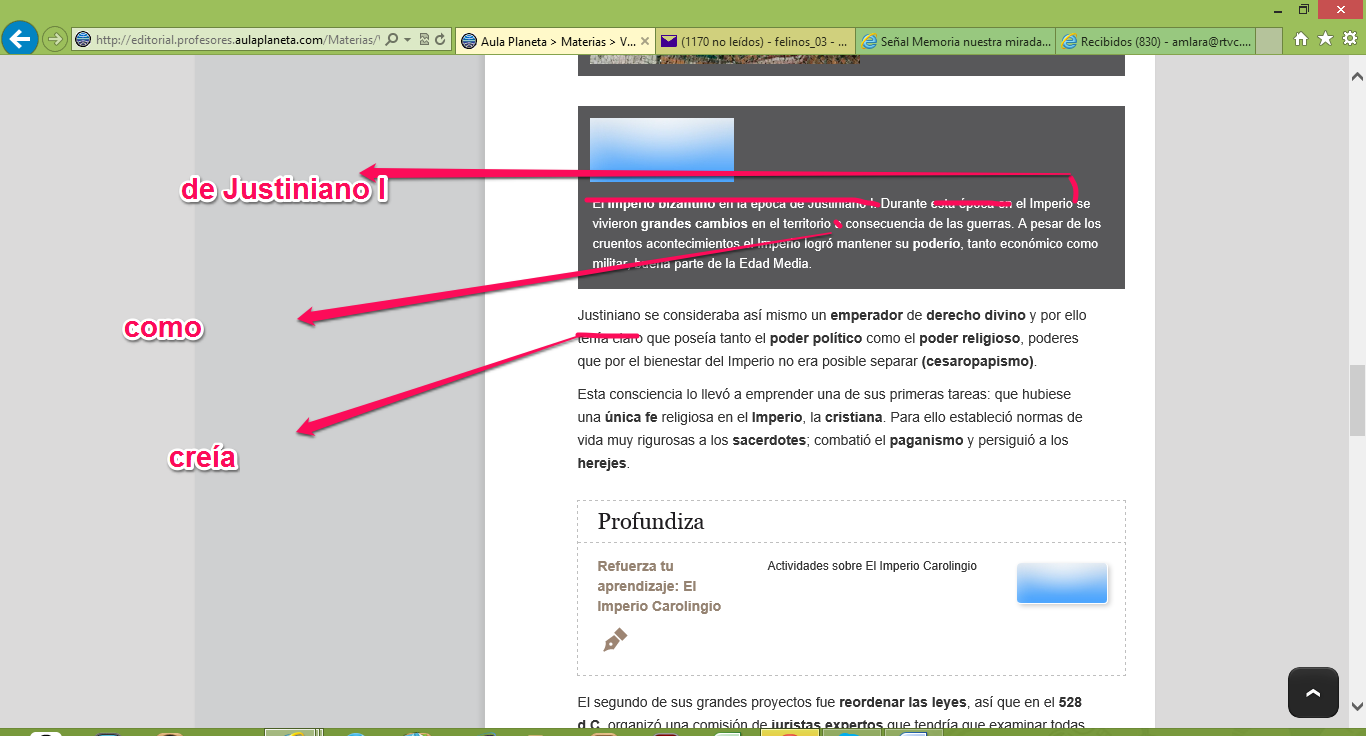 http://editorial.profesores.aulaplaneta.com/Materias/
Aula Planeta > Materias > V...
(1170 no leídos) - felinos_03 - ...
Señal Memoria nuestra mirada...
Recibidos (830) - amlara@rtvc....
de Justiniano I
El Imperio bizantino en la época de Justiniano I. Durante esta época en el Imperio se
vivieron grandes cambios en el territorio a consecuencia de las guerras. A pesar de los
cruentos acontecimientos el Imperio logró mantener su poderío, tanto económico como
militar, buena parte de la Edad Media.
como
Justiniano se consideraba así mismo un emperador de derecho divino y por ello
tenía claro que poseía tanto el poder político como el poder religioso, poderes
que por el bienestar del Imperio no era posible separar (cesaropapismo).
creía
Esta consciencia lo llevó a emprender una de sus primeras tareas: que hubiese
una única fe religiosa en el Imperio, la cristiana. Para ello estableció normas de
vida muy rigurosas a los sacerdotes; combatió el paganismo y persiguió a los
herejes.
Profundiza
Refuerza tu
aprendizaje: El
Imperio Carolingio
Actividades sobre El Imperio Carolingio
El segundo de sus grandes proyectos fue reordenar las leyes, así que en el 528
d.C. organizó una comisión de juristas expertos que tendría que examinar todas